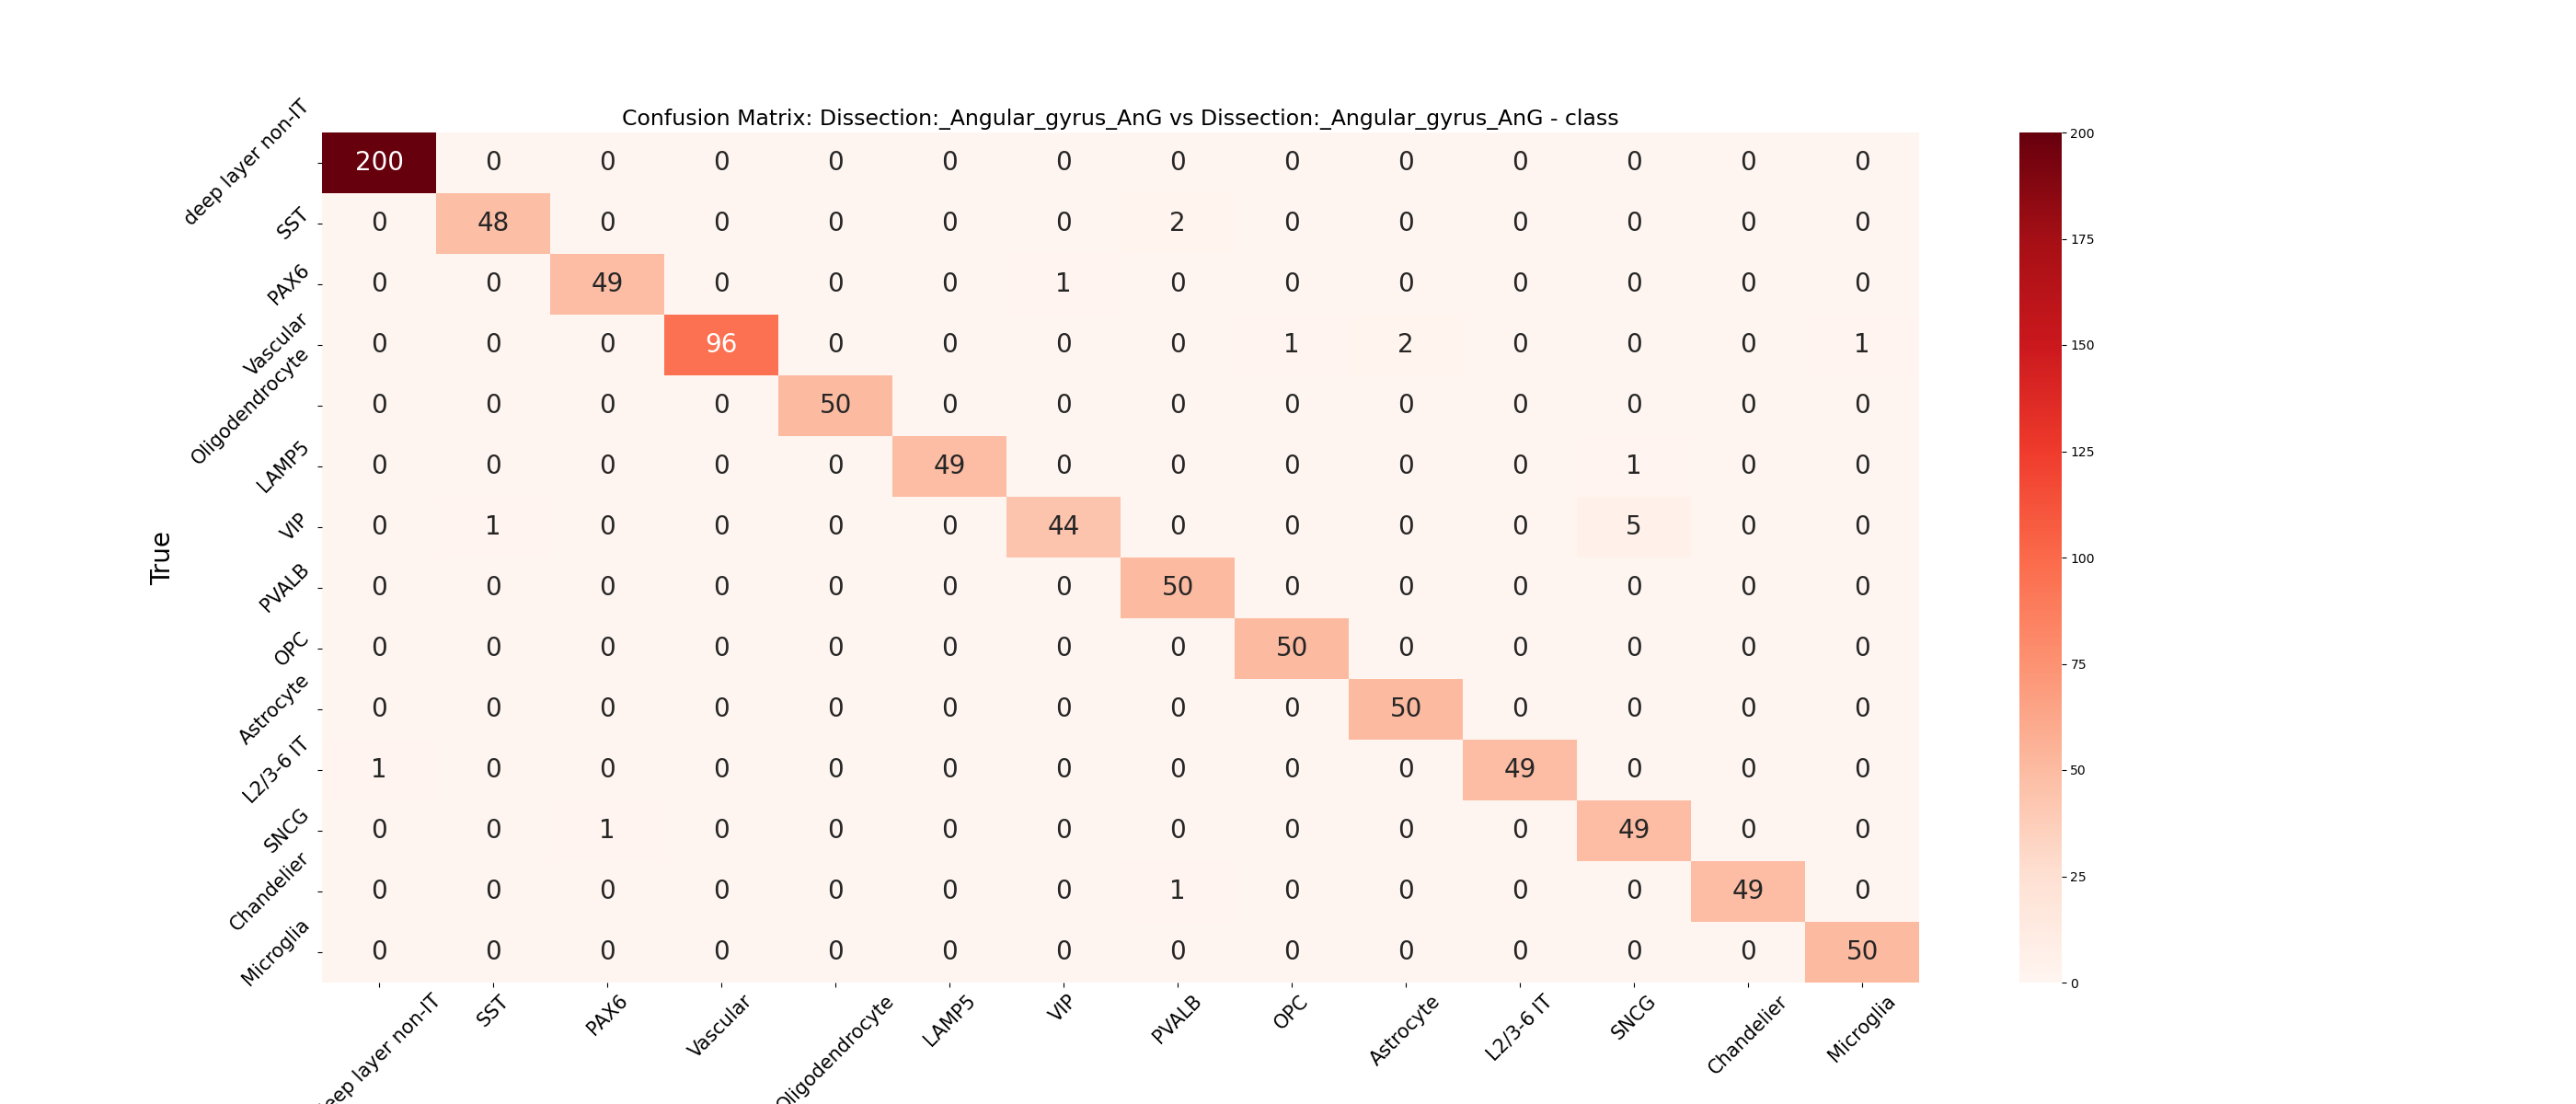 Confusion Matrix: Dissection:_Angular_gyrus_AnG vs Dissection:_Angular_gyrus_AnG - class
deep layer non-IT 200 0 0 0 0 0 0 0 0 0 0 0 0 0
SST 0 48 0 0 0 0 0 2 0 0 0 0 0 0
PAX6 0 0 49 0 0 0 1 0 0 0 0 0 0 0
Vascular 0 0 0 96 0 0 0 0 1 2 0 0 0 1
Oligodendrocyte 0 0 0 0 50 0 0 0 0 0 0 0 0 0
LAMP5 0 0 0 0 0 49 0 0 0 0 0 1 0 0
VIP 0 1 0 0 0 0 44 0 0 0 0 5 0 0
PVALB 0 0 0 0 0 0 0 50 0 0 0 0 0 0
OPC 0 0 0 0 0 0 0 0 50 0 0 0 0 0
Astrocyte 0 0 0 0 0 0 0 0 0 50 0 0 0 0
L2/3-6 IT 1 0 0 0 0 0 0 0 0 0 49 0 0 0
SNCG 0 0 1 0 0 0 0 0 0 0 0 49 0 0
Chandelier 0 0 0 0 0 0 0 1 0 0 0 0 49 0
Microglia 0 0 0 0 0 0 0 0 0 0 0 0 0 50
True
eep layer non-IT SST PAX6 Vascular Oligodendrocyte LAMP5 VIP PVALB OPC Astrocyte L2/3-6 IT SNCG Chandelier Microglia
200
175
150
125
100
75
50
25
0